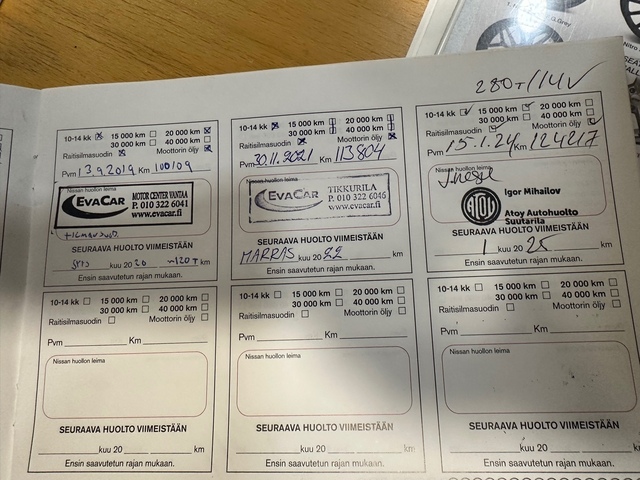 280T/14V
10-14 kk 15 000 km 20 000 km
30 000 km 40 000 km
Raitisilmasuodin Moottorin öljy
Pvm 13.9.2019 Km 100109
Nissan huollon leima
EVACAR MOTOR CENTER VANTAA
P. 010 322 6041
www.evacar.fi
SEURAAVA HUOLTO VIIMEISTÄÄN
SYYS kuu 20 20 ~120 T km
Ensin saavutetun rajan mukaan.
10-14 kk 15 000 km 20 000 km
30 000 km 40 000 km
Raitisilmasuodin Moottorin öljy
Pvm 30.11.2021 Km 113804
Nissan huollon leima
EVACAR TIKKURILA
P. 010 322 6046
www.evacar.fi
SEURAAVA HUOLTO VIIMEISTÄÄN
MARRAS kuu 20 22 km
Ensin saavutetun rajan mukaan.
10-14 kk 15 000 km 20 000 km
30 000 km 40 000 km
Raitisilmasuodin Moottorin öljy
Pvm 15.1.24 Km 124217
Nissan huollon leima
ATOY Igor Mihailov
Atoy Autohuolto
Suutarila
SEURAAVA HUOLTO VIIMEISTÄÄN
1 kuu 20 25 km
Ensin saavutetun rajan mukaan.
10-14 kk 15 000 km 20 000 km
30 000 km 40 000 km
Raitisilmasuodin Moottorin öljy
Pvm Km
Nissan huollon leima
SEURAAVA HUOLTO VIIMEISTÄÄN
kuu 20 km
Ensin saavutetun rajan mukaan.
10-14 kk 15 000 km 20 000 km
30 000 km 40 000 km
Raitisilmasuodin Moottorin öljy
Pvm Km
Nissan huollon leima
SEURAAVA HUOLTO VIIMEISTÄÄN
kuu 20 km
Ensin saavutetun rajan mukaan.
10-14 kk 15 000 km 20 000 km
30 000 km 40 000 km
Raitisilmasuodin Moottorin öljy
Pvm Km
Nissan huollon leima
SEURAAVA HUOLTO VIIMEISTÄÄN
kuu 20 km
Ensin saavutetun rajan mukaan.